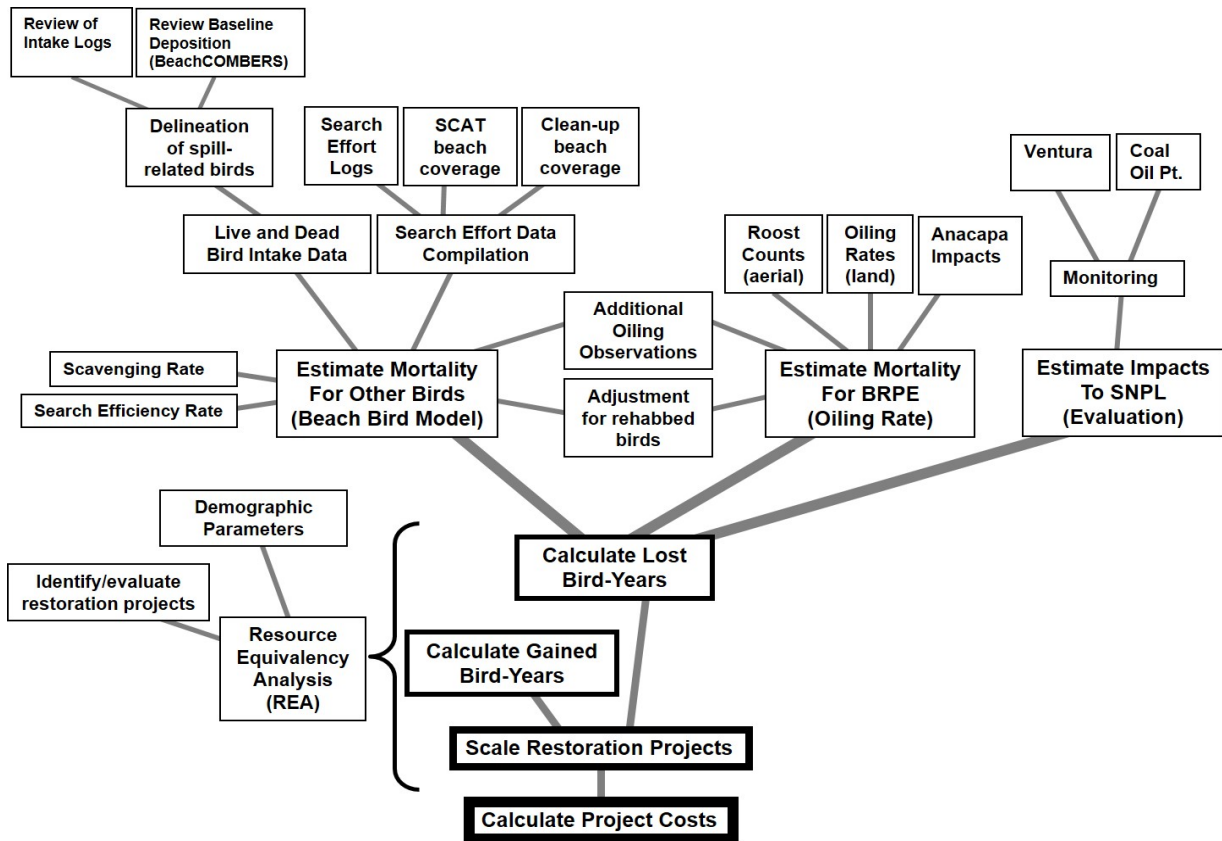 Review of
Intake Logs
Review Baseline
Deposition
(BeachCOMBERS)
Delineation
of spill-
related birds
Search
Effort
Logs
SCAT
beach
coverage
Clean-up
beach
coverage
Ventura
Coal
Oil Pt.
Live and Dead
Bird Intake Data
Search Effort Data
Compilation
Roost
Counts
(aerial)
Oiling
Rates
(land)
Anacapa
Impacts
Monitoring
Additional
Oiling
Observations
Scavenging Rate
Search Efficiency Rate
Estimate Mortality
For Other Birds
(Beach Bird Model)
Adjustment
for rehabbed
birds
Estimate Mortality
For BRPE
(Oiling Rate)
Estimate Impacts
To SNPL
(Evaluation)
Demographic
Parameters
Identify/evaluate
restoration projects
Resource
Equivalency
Analysis
(REA)
Calculate Lost
Bird-Years
Calculate Gained
Bird-Years
Scale Restoration Projects
Calculate Project Costs